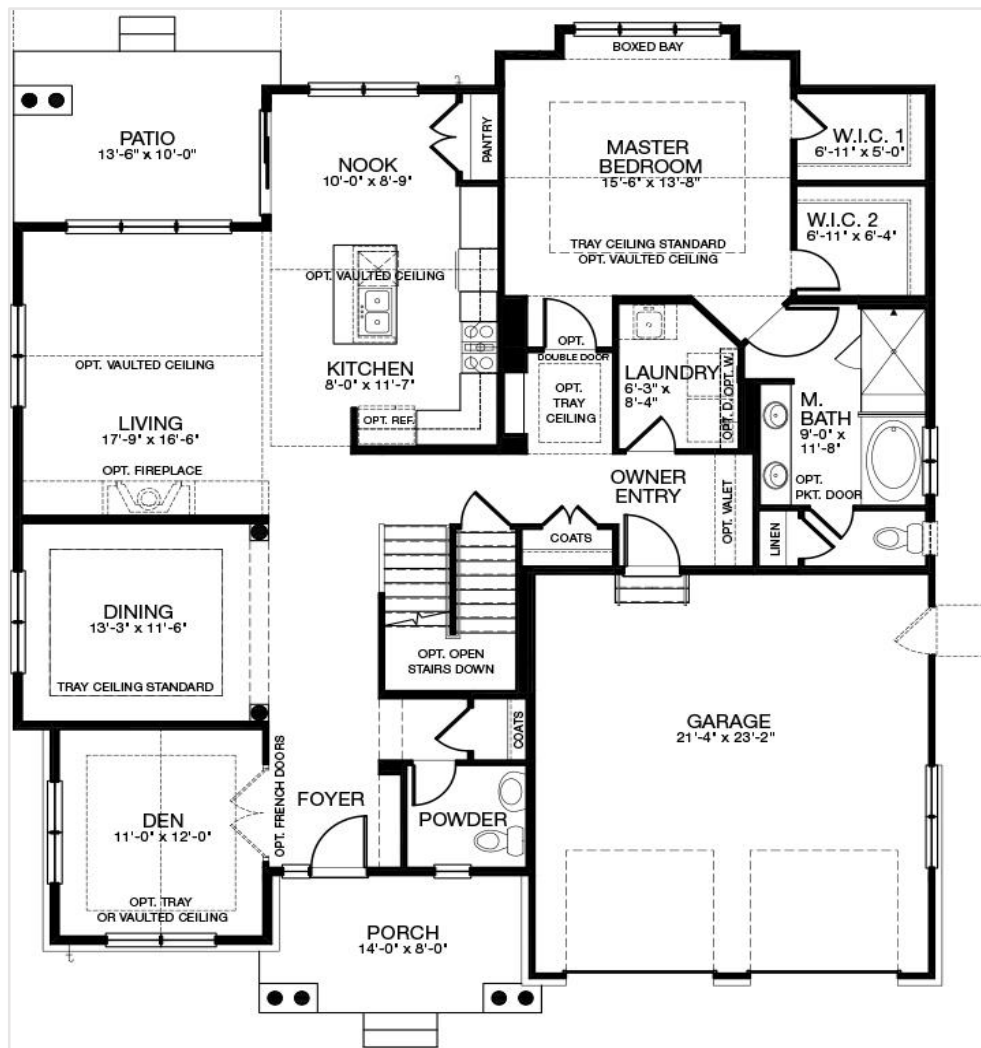 BOXED BAY
PATIO
13'-6" x 10'-0"
NOOK
10'-0" x 8'-9"
PANTRY
MASTER
BEDROOM
15'-6" x 13'-8"
TRAY CEILING STANDARD
OPT. VAULTED CEILING
W.I.C. 1
6'-11" x 5'-0"
W.I.C. 2
6'-11" x 6'-4"
OPT. VAULTED CEILING
OPT. VAULTED CEILING
KITCHEN
8'-0" x 11'-7"
OPT. REF.
LIVING
17'-9" x 16'-6"
OPT. FIREPLACE
OPT.
DOUBLE DOOR
OPT.
TRAY
CEILING
LAUNDRY
6'-3" x
8'-4"
OPT. D.
OPT. W.
M.
BATH
9'-0" x
11'-8"
OPT.
PKT. DOOR
OWNER
ENTRY
OPT. VALET
COATS
LINEN
DINING
13'-3" x 11'-6"
TRAY CEILING STANDARD
OPT. OPEN
STAIRS DOWN
COATS
GARAGE
21'-4" x 23'-2"
DEN
11'-0" x 12'-0"
OPT. TRAY
OR VAULTED CEILING
OPT. FRENCH DOORS
FOYER
POWDER
PORCH
14'-0" x 8'-0"